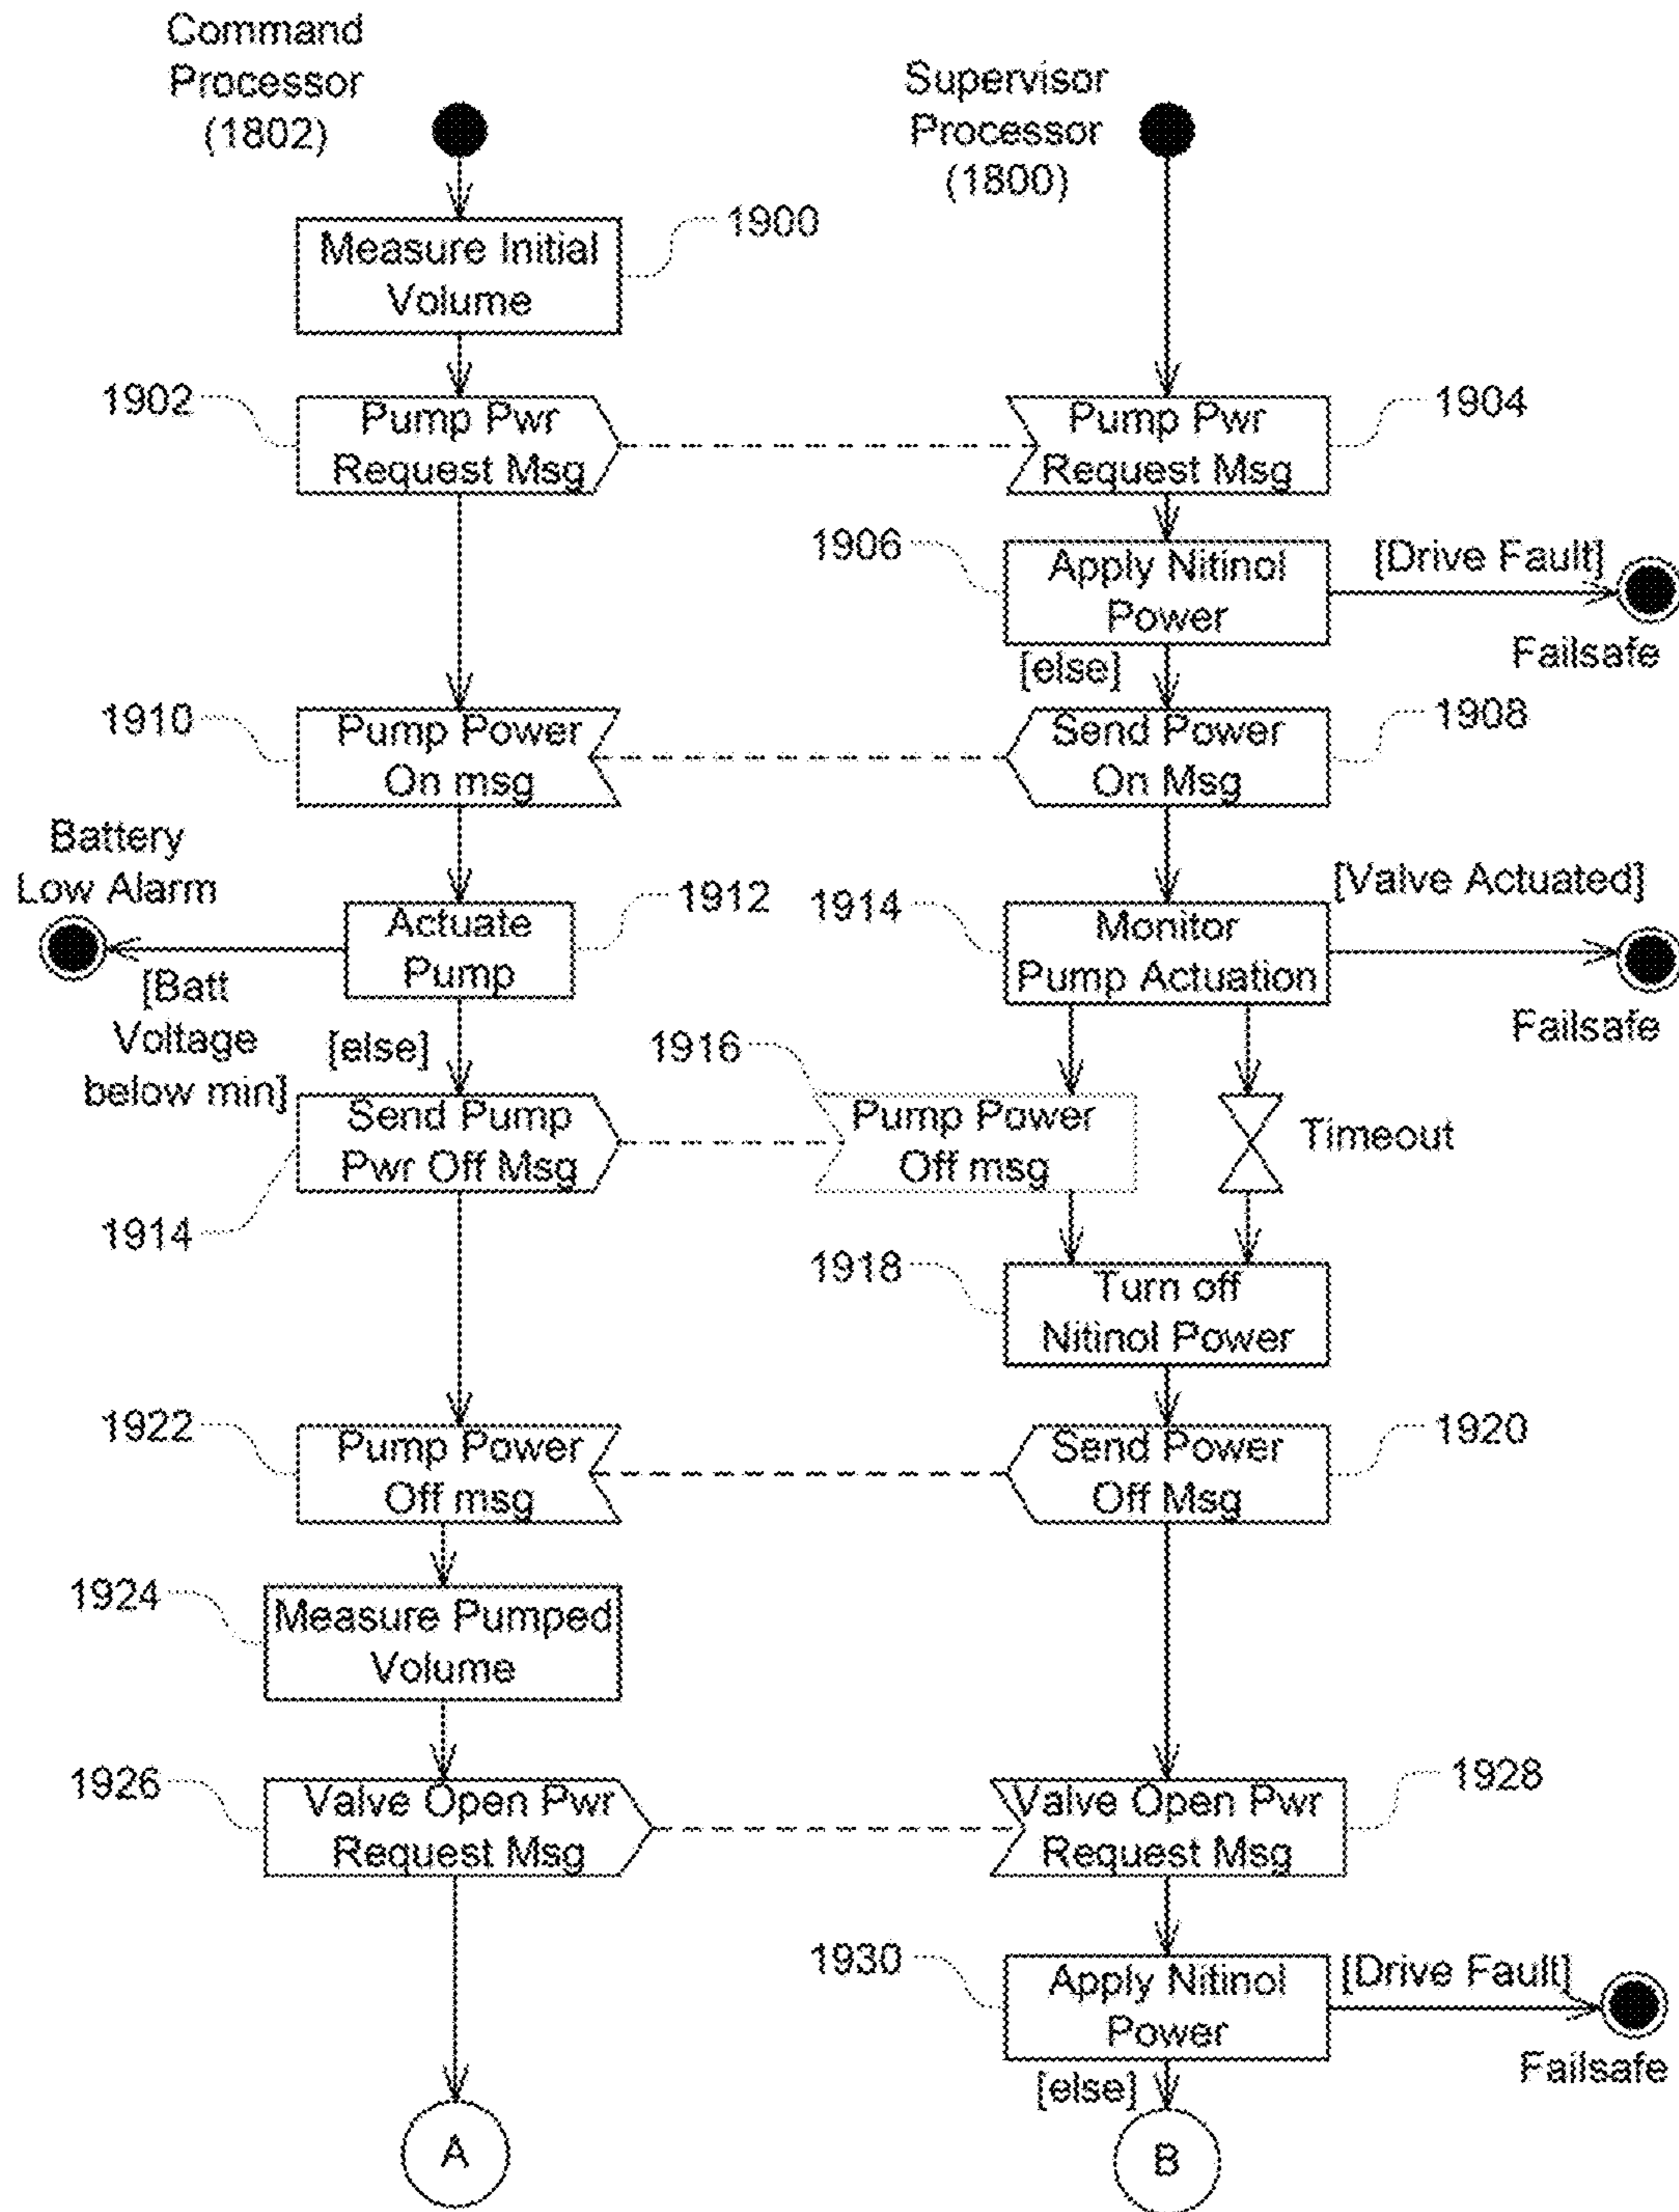 Command
Processor
(1802)
Supervisor
Processor
(1800)
Measure Initial
Volume
1900
1902
Pump Pwr
Request Msg
Pump Pwr
Request Msg
1904
1906
Apply Nitinol
Power
[Drive Fault]
Failsafe
[else]
1910
Pump Power
On msg
Send Power
On Msg
1908
Battery
Low Alarm
Actuate
Pump
1912
1914
Monitor
Pump Actuation
[Valve Actuated]
Failsafe
[Batt
Voltage
below min]
[else]
1916
Send Pump
Pwr Off Msg
1914
Pump Power
Off msg
Timeout
1918
Turn off
Nitinol Power
1922
Pump Power
Off msg
Send Power
Off Msg
1920
1924
Measure Pumped
Volume
1926
Valve Open Pwr
Request Msg
Valve Open Pwr
Request Msg
1928
1930
Apply Nitinol
Power
[Drive Fault]
Failsafe
[else]
A
B